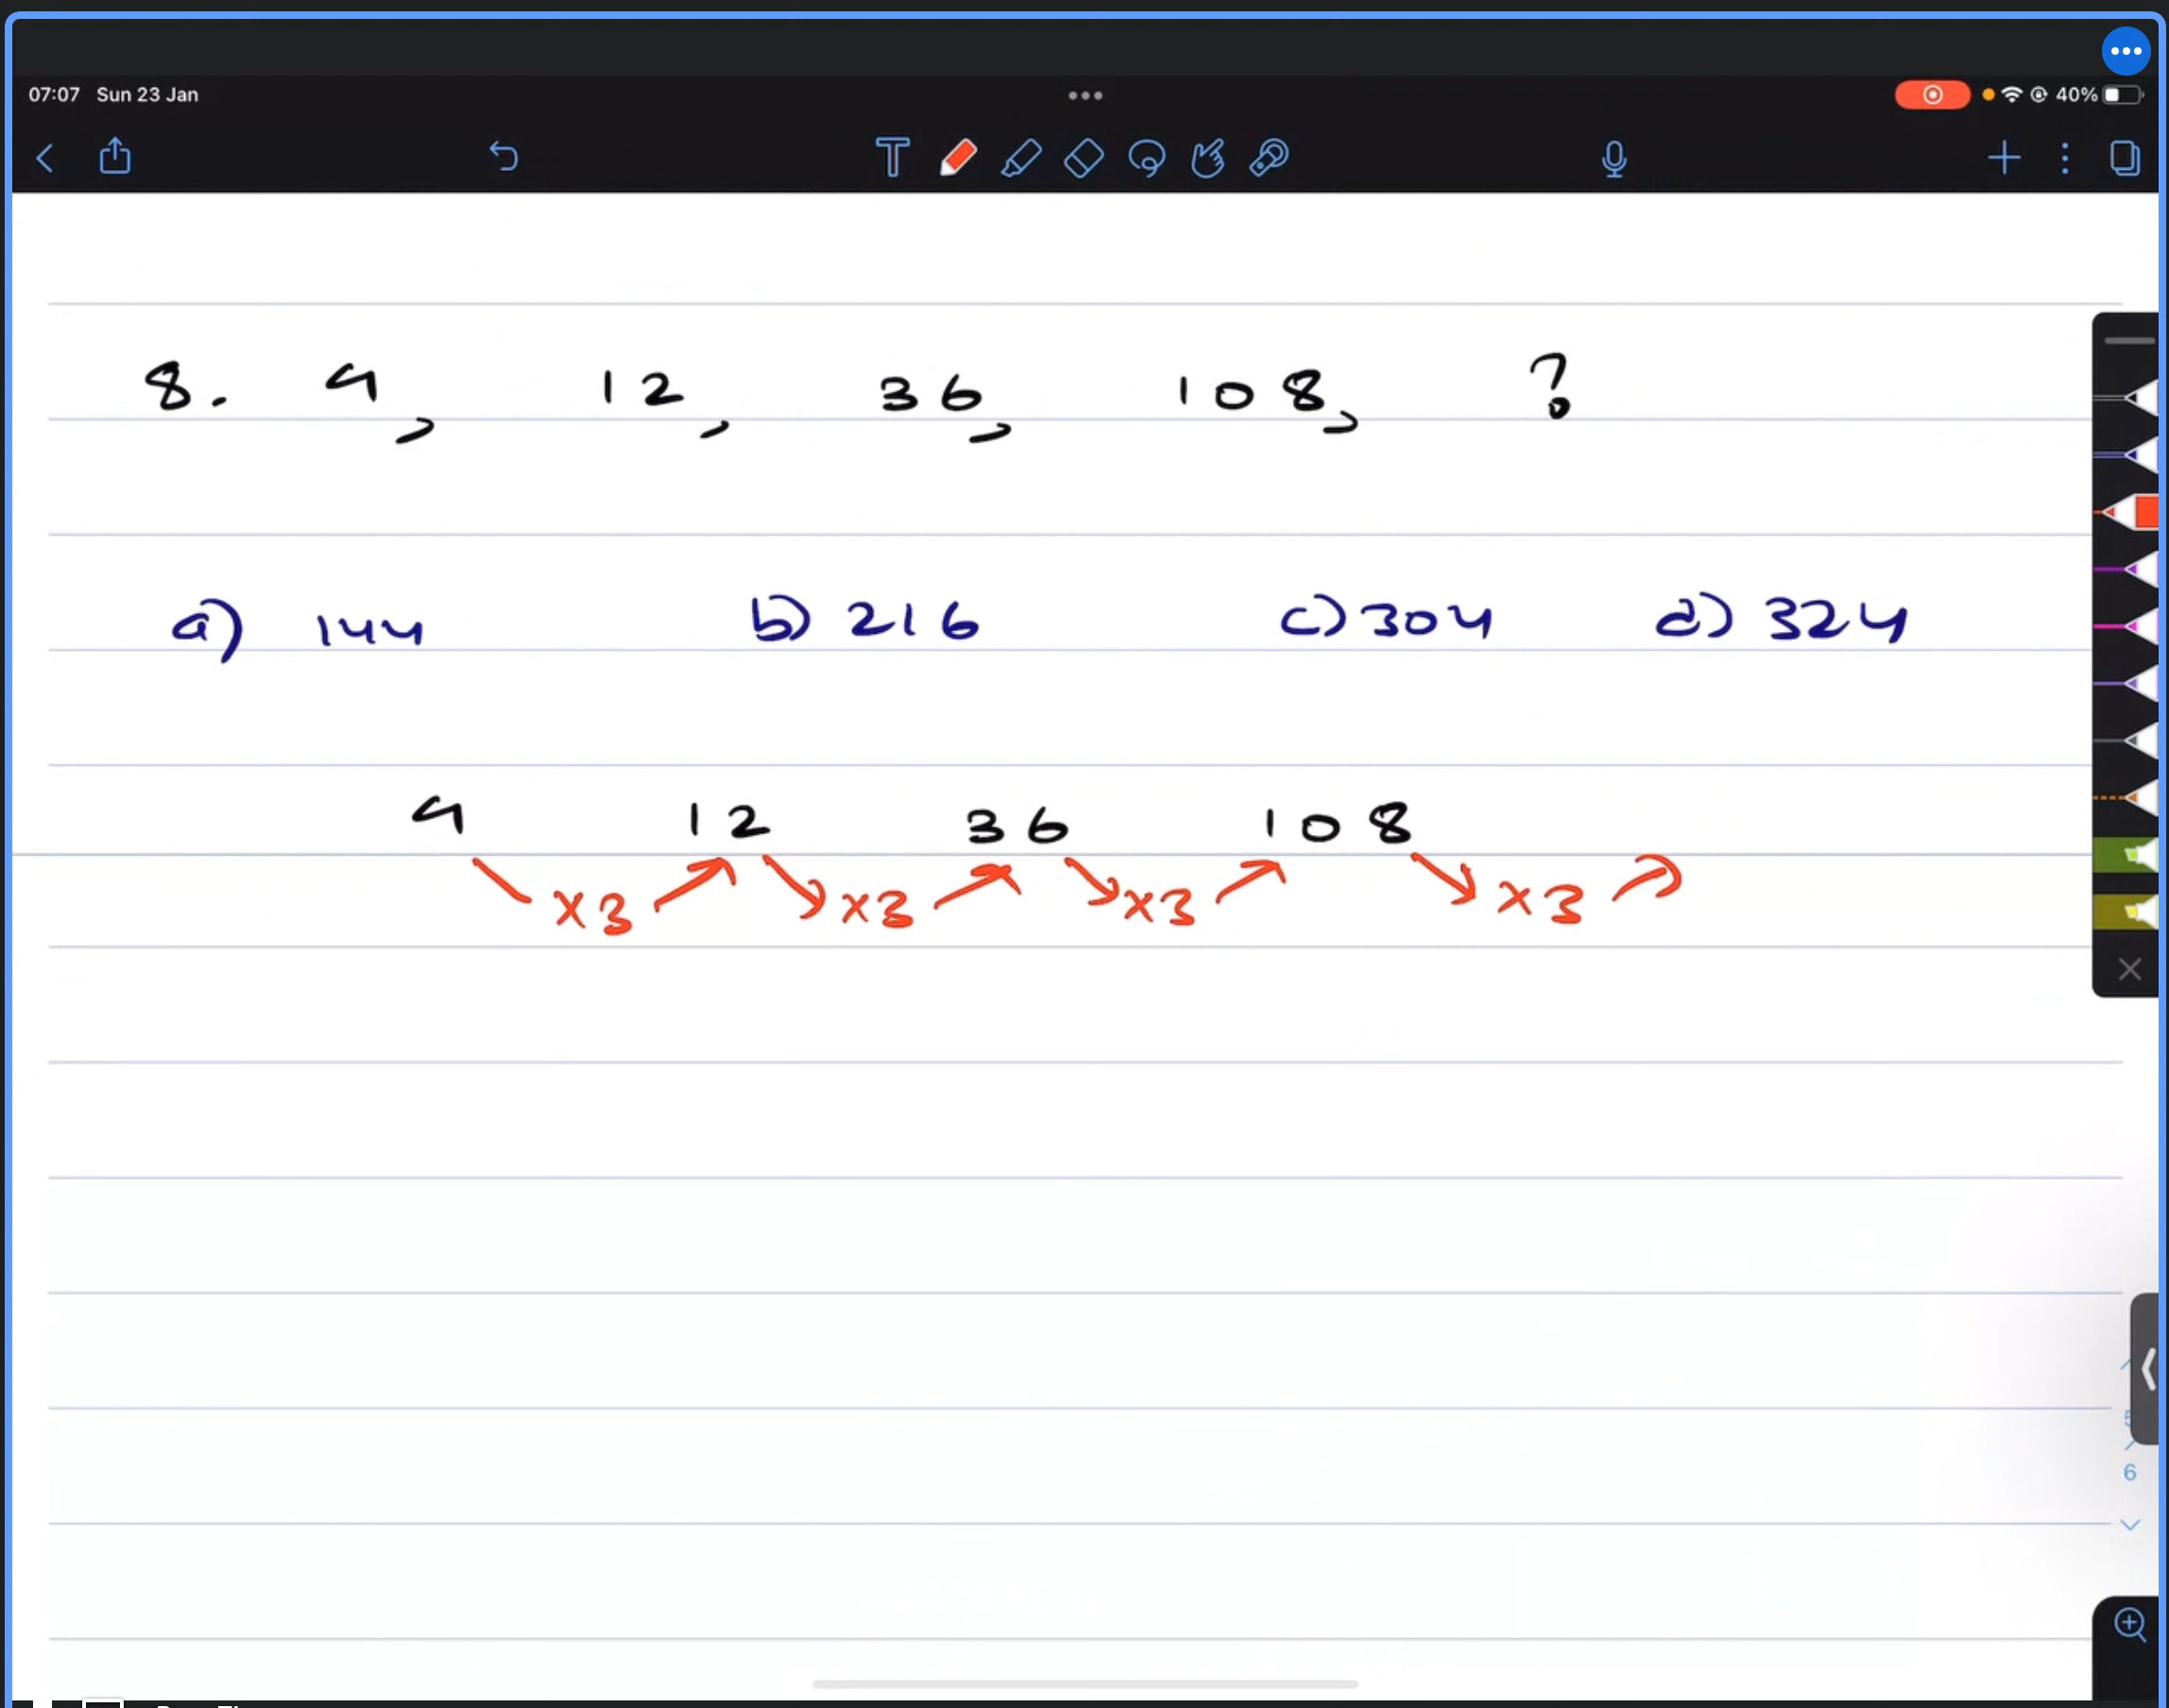 07:07 Sun 23 Jan 40%
8. 4, 12, 36, 108, ?
a) 144 b) 216 c) 304 d) 324
4 12 36 108
x3 x3 x3 x3
6